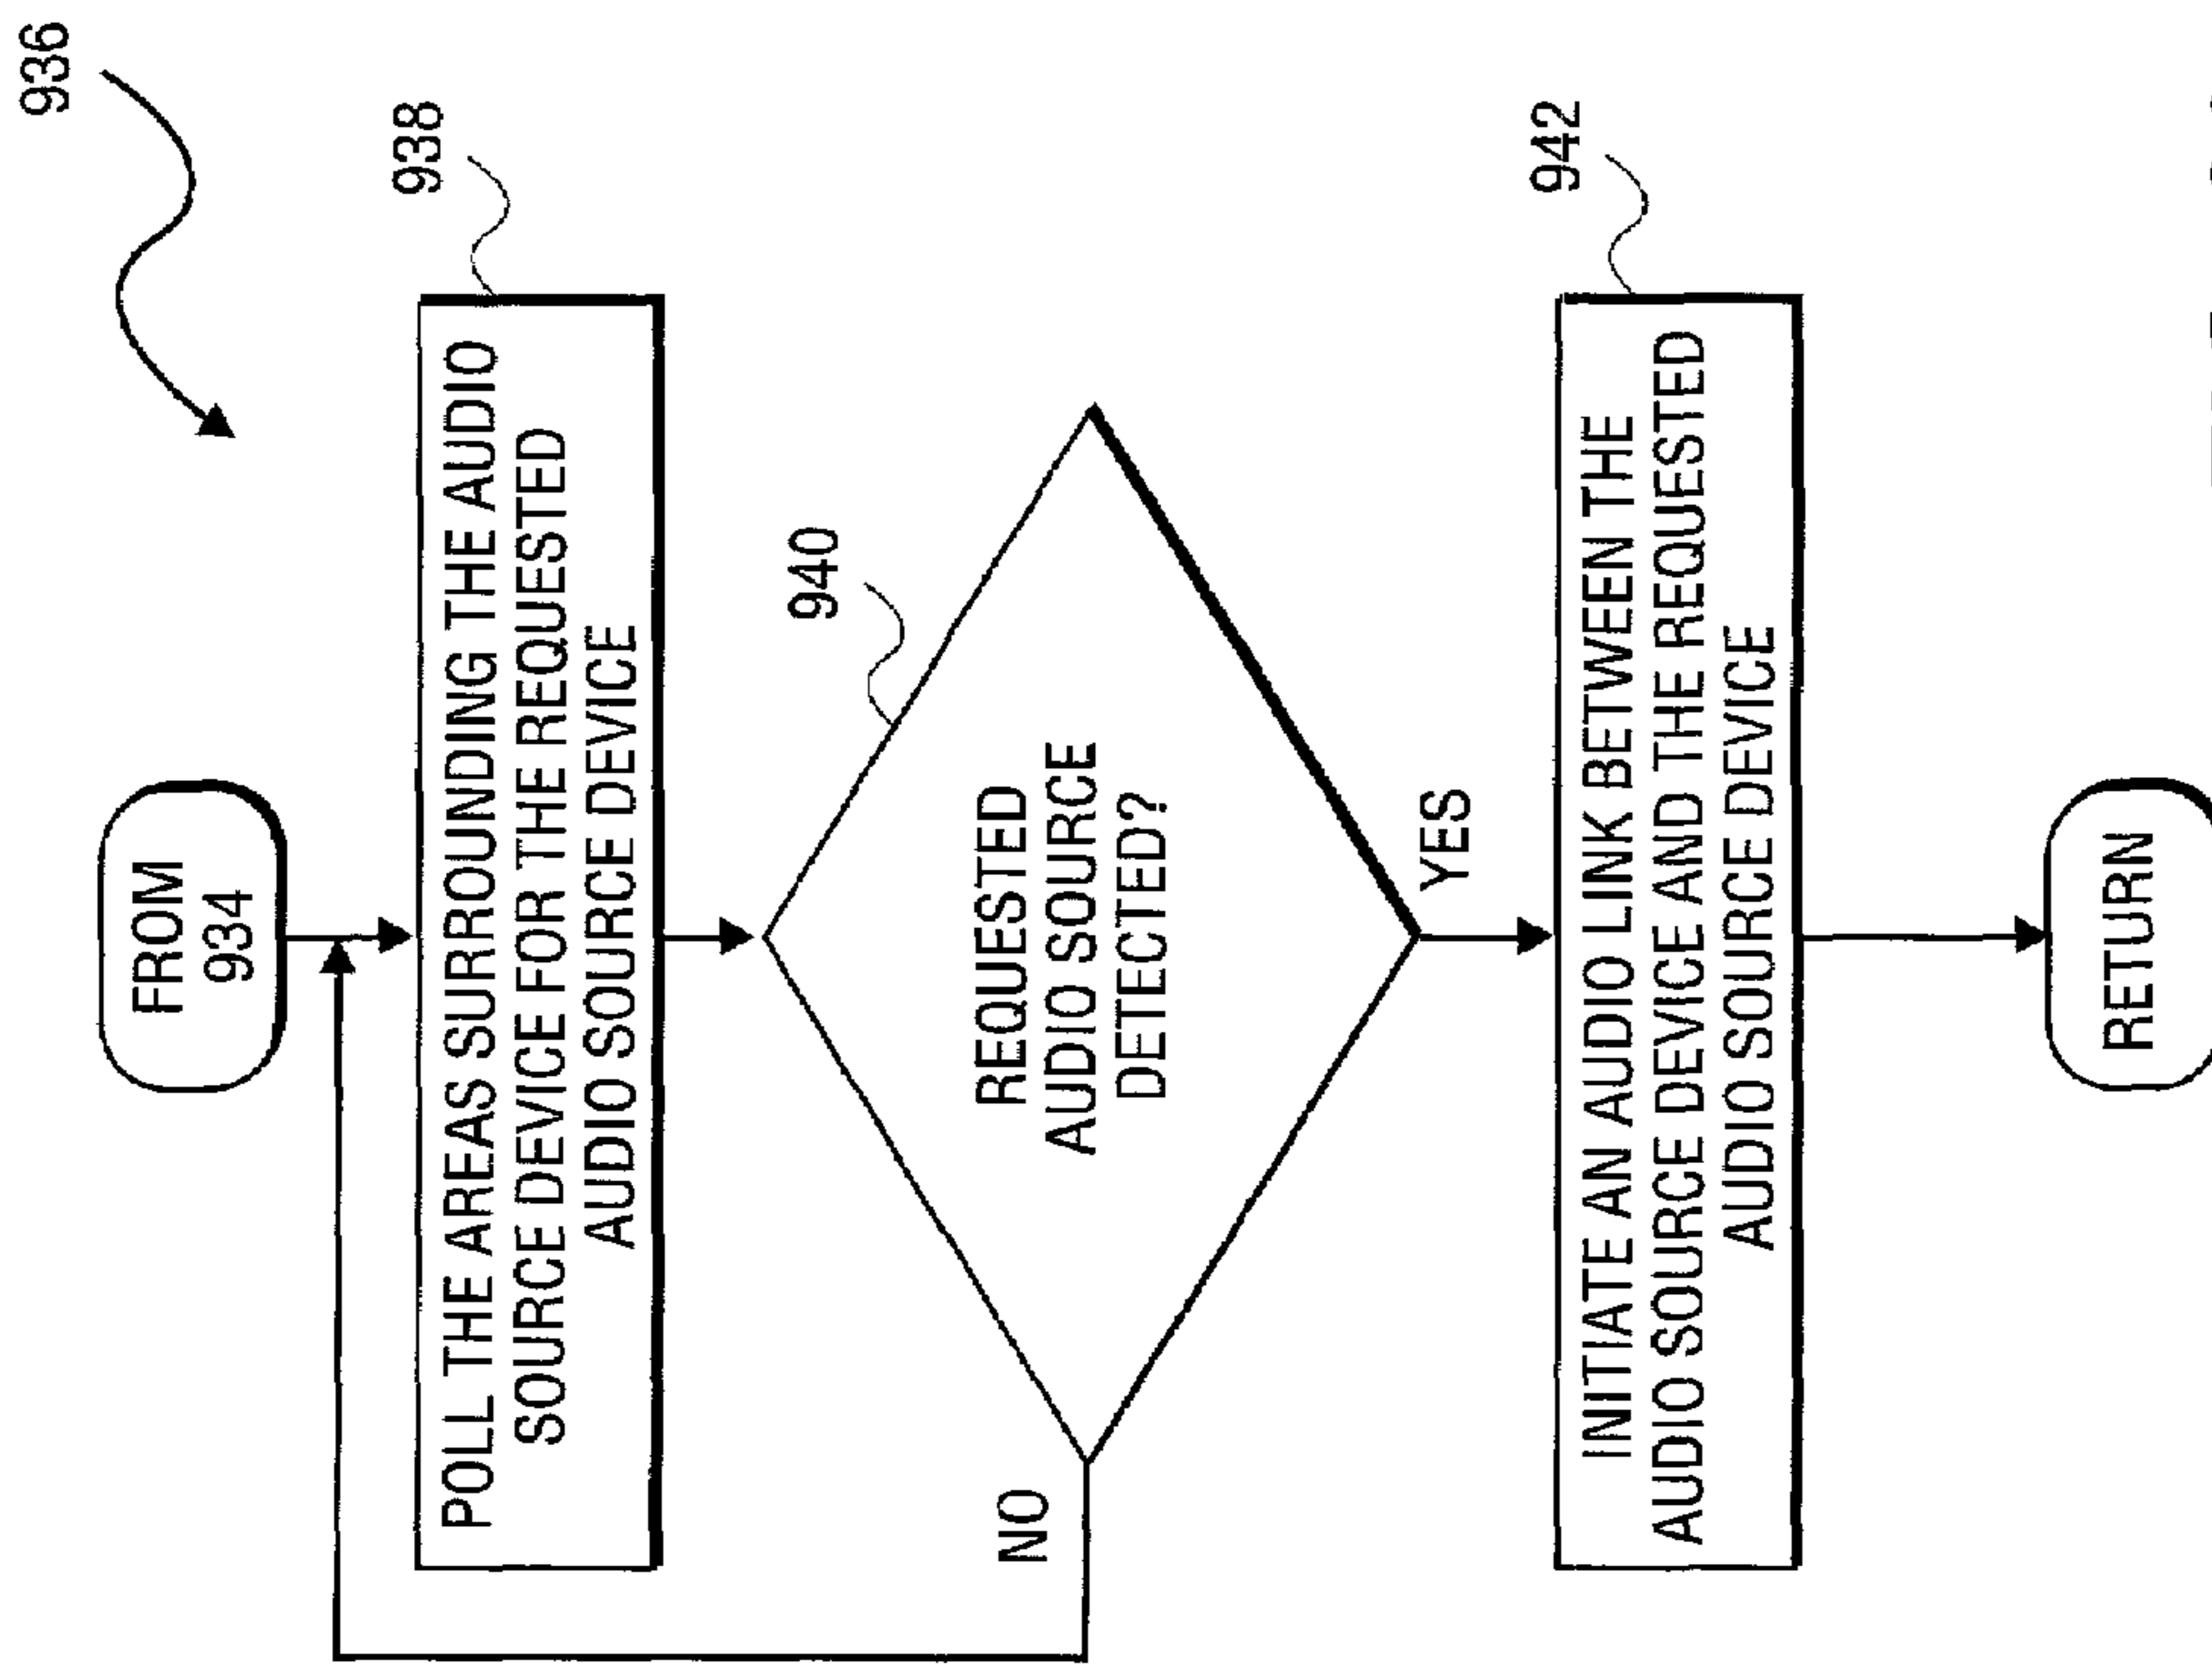 936
FROM
934
938
POLL THE AREAS SURROUNDING THE AUDIO
SOURCE DEVICE FOR THE REQUESTED
AUDIO SOURCE DEVICE
940
REQUESTED
AUDIO SOURCE
DETECTED?
NO
YES
942
INITIATE AN AUDIO LINK BETWEEN THE
AUDIO SOURCE DEVICE AND THE REQUESTED
AUDIO SOURCE DEVICE
RETURN